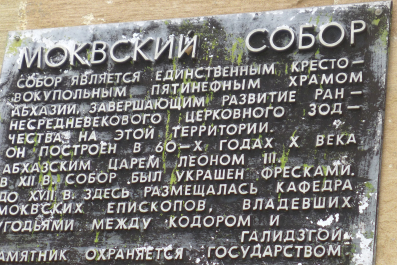 МОКВСКИЙ СОБОР
СОБОР ЯВЛЯЕТСЯ ЕДИНСТВЕННЫМ КРЕСТО–
ВОКУПОЛЬНЫМ ПЯТИНЕФНЫМ ХРАМОМ
АБХАЗИИ, ЗАВЕРШАЮЩИМ РАЗВИТИЕ РАН–
НЕСРЕДНЕВЕКОВОГО ЦЕРКОВНОГО ЗОД–
ЧЕСТВА НА ЭТОЙ ТЕРРИТОРИИ.
ОН ПОСТРОЕН В 60–Х ГОДАХ X ВЕКА
АБХАЗСКИМ ЦАРЕМ ЛЕОНОМ III.
В XII В. СОБОР БЫЛ УКРАШЕН ФРЕСКАМИ.
ДО XVII В. ЗДЕСЬ РАЗМЕЩАЛАСЬ КАФЕДРА
МОКВСКИХ ЕПИСКОПОВ, ВЛАДЕВШИХ
УГОДЬЯМИ МЕЖДУ КОДОРОМ И
ГАЛИДЗГОЙ.
АМЯТНИК ОХРАНЯЕТСЯ ГОСУДАРСТВОМ.